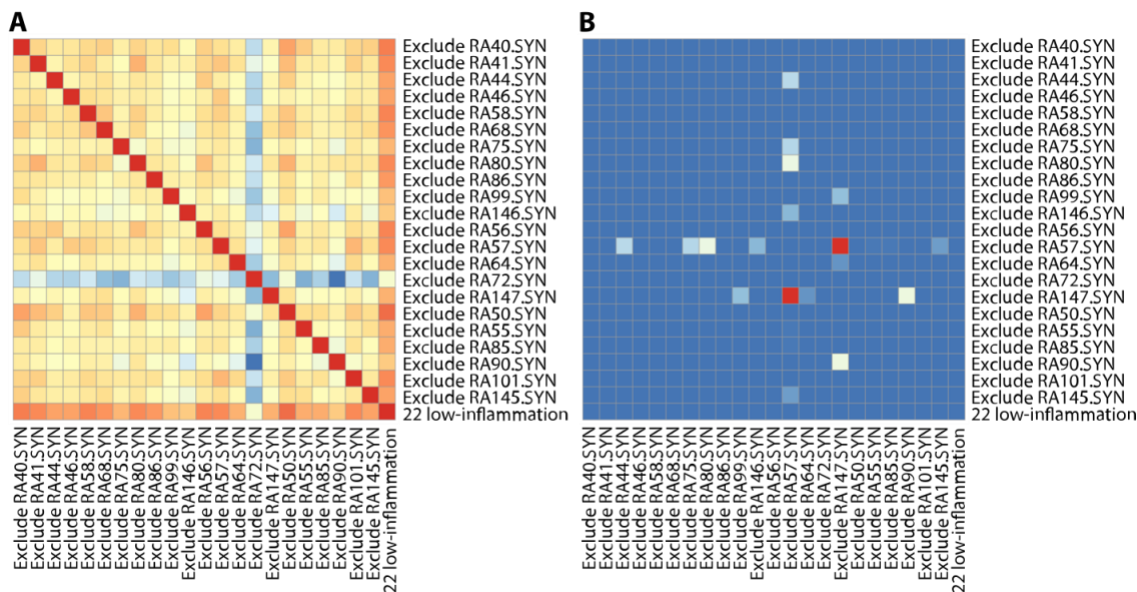 A
B
Exclude RA40.SYN
Exclude RA41.SYN
Exclude RA44.SYN
Exclude RA46.SYN
Exclude RA58.SYN
Exclude RA68.SYN
Exclude RA75.SYN
Exclude RA80.SYN
Exclude RA86.SYN
Exclude RA99.SYN
Exclude RA146.SYN
Exclude RA56.SYN
Exclude RA57.SYN
Exclude RA64.SYN
Exclude RA72.SYN
Exclude RA147.SYN
Exclude RA50.SYN
Exclude RA55.SYN
Exclude RA85.SYN
Exclude RA90.SYN
Exclude RA101.SYN
Exclude RA145.SYN
22 low-inflammation
Exclude RA40.SYN
Exclude RA41.SYN
Exclude RA44.SYN
Exclude RA46.SYN
Exclude RA58.SYN
Exclude RA68.SYN
Exclude RA75.SYN
Exclude RA80.SYN
Exclude RA86.SYN
Exclude RA99.SYN
Exclude RA146.SYN
Exclude RA56.SYN
Exclude RA57.SYN
Exclude RA64.SYN
Exclude RA72.SYN
Exclude RA147.SYN
Exclude RA50.SYN
Exclude RA55.SYN
Exclude RA85.SYN
Exclude RA90.SYN
Exclude RA101.SYN
Exclude RA145.SYN
22 low-inflammation
Exclude RA40.SYN
Exclude RA41.SYN
Exclude RA44.SYN
Exclude RA46.SYN
Exclude RA58.SYN
Exclude RA68.SYN
Exclude RA75.SYN
Exclude RA80.SYN
Exclude RA86.SYN
Exclude RA99.SYN
Exclude RA146.SYN
Exclude RA56.SYN
Exclude RA57.SYN
Exclude RA64.SYN
Exclude RA72.SYN
Exclude RA147.SYN
Exclude RA50.SYN
Exclude RA55.SYN
Exclude RA85.SYN
Exclude RA90.SYN
Exclude RA101.SYN
Exclude RA145.SYN
22 low-inflammation
Exclude RA40.SYN
Exclude RA41.SYN
Exclude RA44.SYN
Exclude RA46.SYN
Exclude RA58.SYN
Exclude RA68.SYN
Exclude RA75.SYN
Exclude RA80.SYN
Exclude RA86.SYN
Exclude RA99.SYN
Exclude RA146.SYN
Exclude RA56.SYN
Exclude RA57.SYN
Exclude RA64.SYN
Exclude RA72.SYN
Exclude RA147.SYN
Exclude RA50.SYN
Exclude RA55.SYN
Exclude RA85.SYN
Exclude RA90.SYN
Exclude RA101.SYN
Exclude RA145.SYN
22 low-inflammation